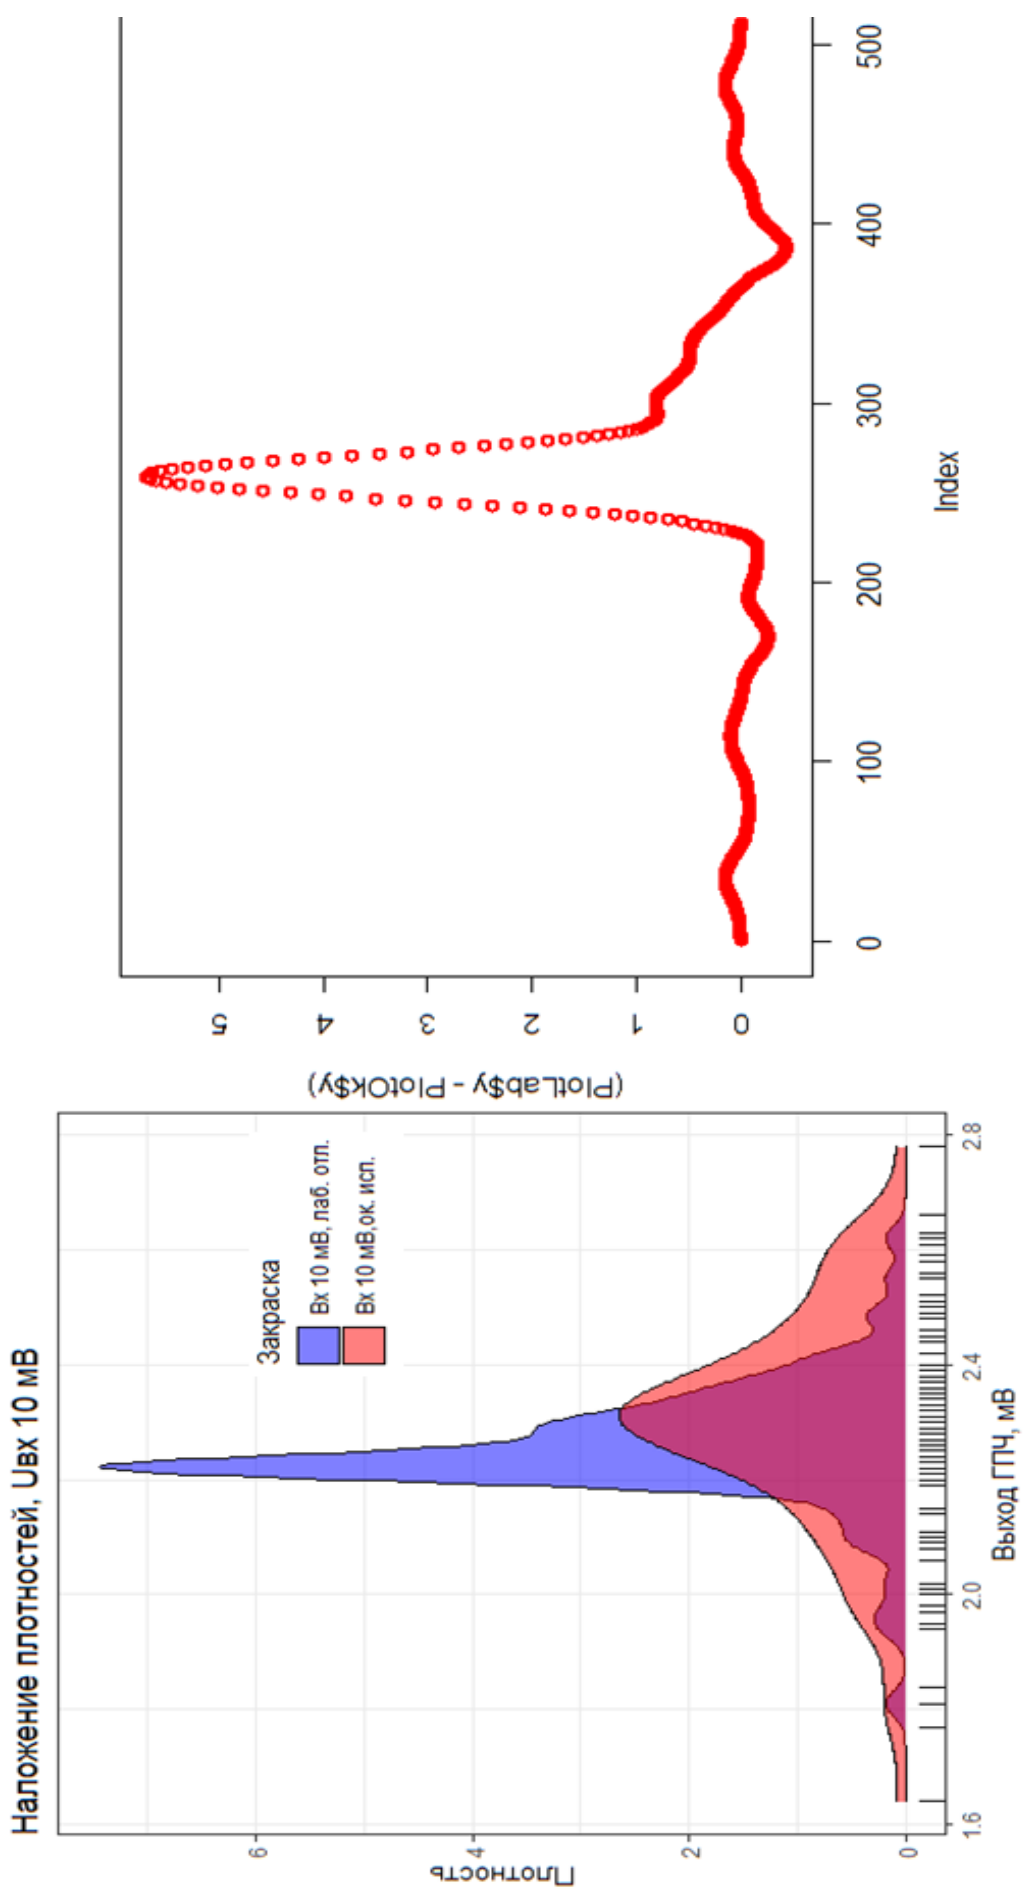 Наложение плотностей, Uвх 10 мВ
Плотность
6
4
2
0
1.6
2.0
2.4
2.8
Выход ГПЧ, мВ
Закраска
Вх 10 мВ, лаб. отл.
Вх 10 мВ,ок. исп.
(PlotLab$y - PlotOk$y)
5
4
3
2
1
0
0
100
200
300
400
500
Index